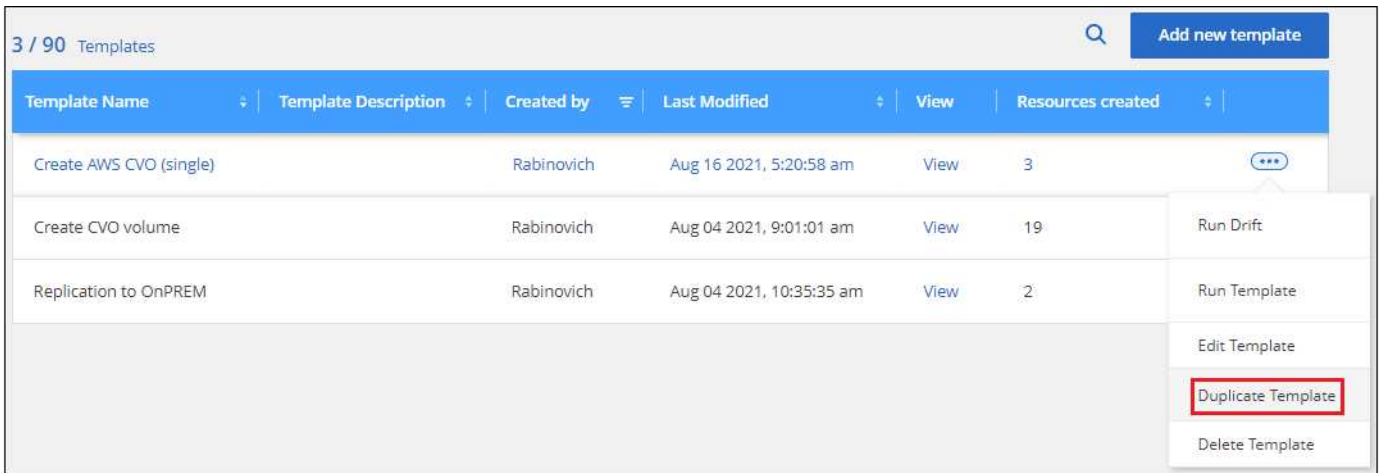 3 / 90 Templates
Add new template
Template Name Template Description Created by Last Modified View Resources created
Create AWS CVO (single) Rabinovich Aug 16 2021, 5:20:58 am View 3
Create CVO volume Rabinovich Aug 04 2021, 9:01:01 am View 19
Replication to OnPREM Rabinovich Aug 04 2021, 10:35:35 am View 2
Run Drift
Run Template
Edit Template
Duplicate Template
Delete Template